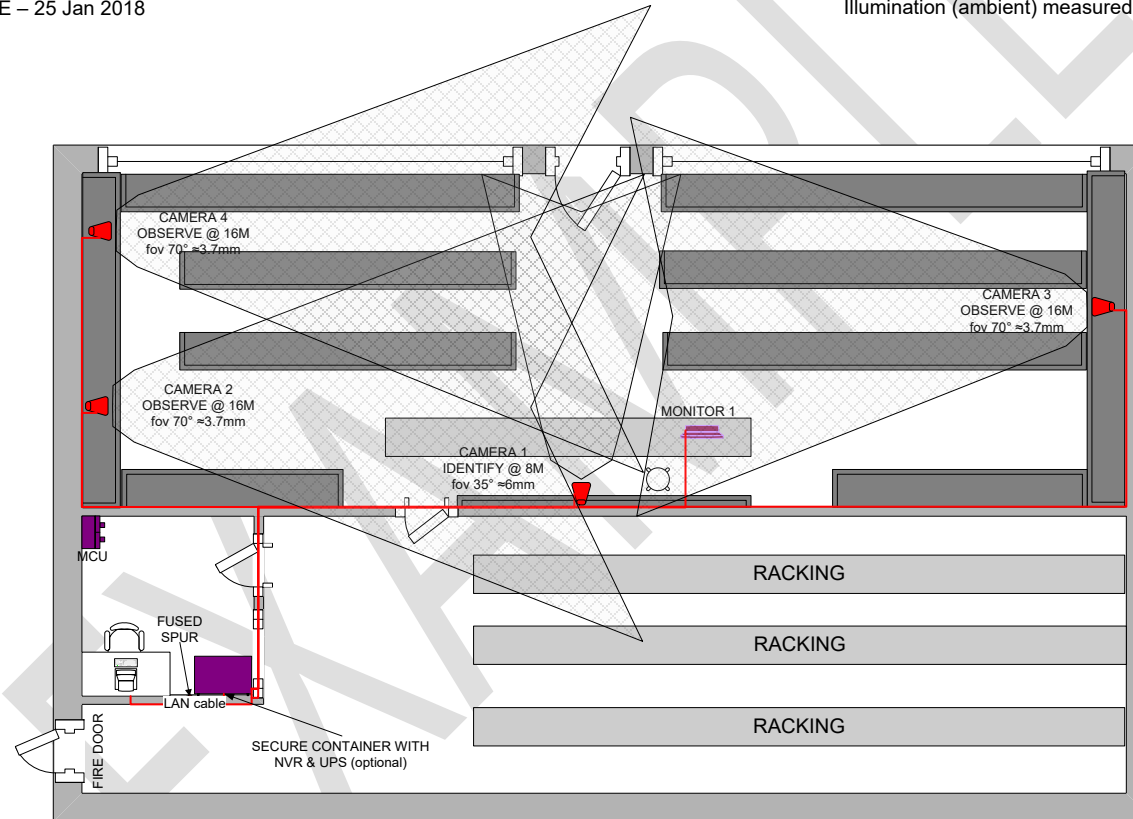 E – 25 Jan 2018
Illumination (ambient) measured
CAMERA 4
OBSERVE @ 16M
fov 70° ≈3.7mm
CAMERA 3
OBSERVE @ 16M
fov 70° ≈3.7mm
CAMERA 2
OBSERVE @ 16M
fov 70° ≈3.7mm
MONITOR 1
CAMERA 1
IDENTIFY @ 8M
fov 35° ≈6mm
MCU
RACKING
FUSED
SPUR
RACKING
LAN cable
RACKING
FIRE DOOR
SECURE CONTAINER WITH
NVR & UPS (optional)
EXAMPLE